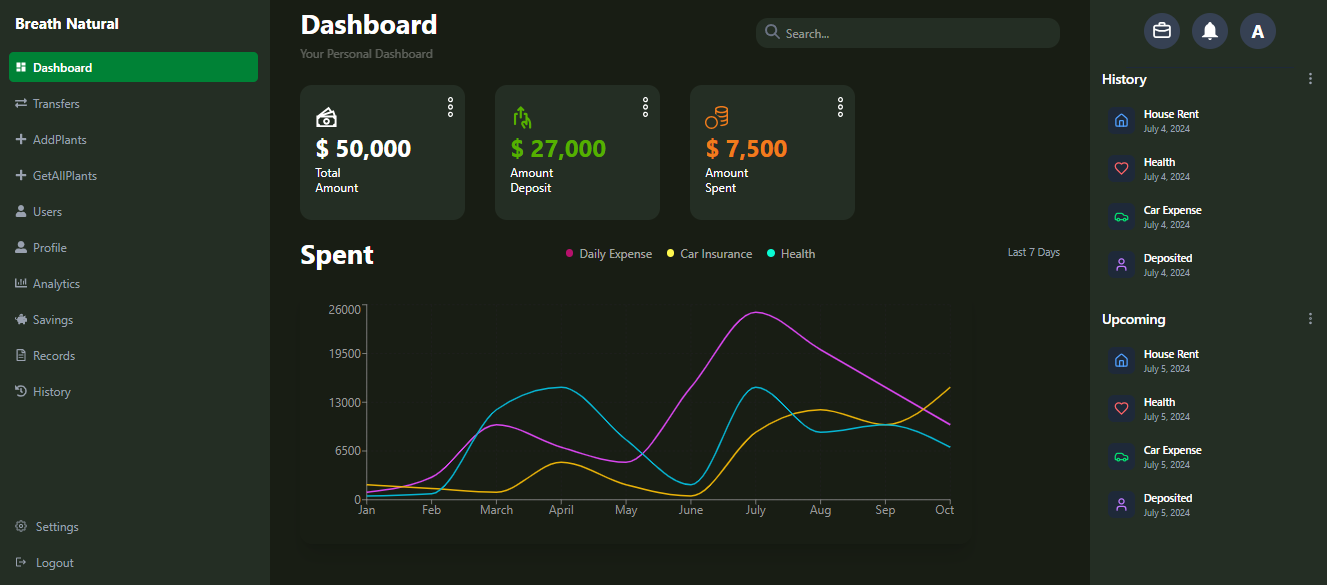 Breath Natural
Dashboard
Transfers
AddPlants
GetAllPlants
Users
Profile
Analytics
Savings
Records
History
Settings
Logout
Dashboard
Your Personal Dashboard
Search...
$ 50,000
Total
Amount
$ 27,000
Amount
Deposit
$ 7,500
Amount
Spent
Spent
Daily Expense
Car Insurance
Health
Last 7 Days
26000
19500
13000
6500
0
Jan Feb March April May June July Aug Sep Oct
A
History
House Rent
July 4, 2024
Health
July 4, 2024
Car Expense
July 4, 2024
Deposited
July 4, 2024
Upcoming
House Rent
July 5, 2024
Health
July 5, 2024
Car Expense
July 5, 2024
Deposited
July 5, 2024